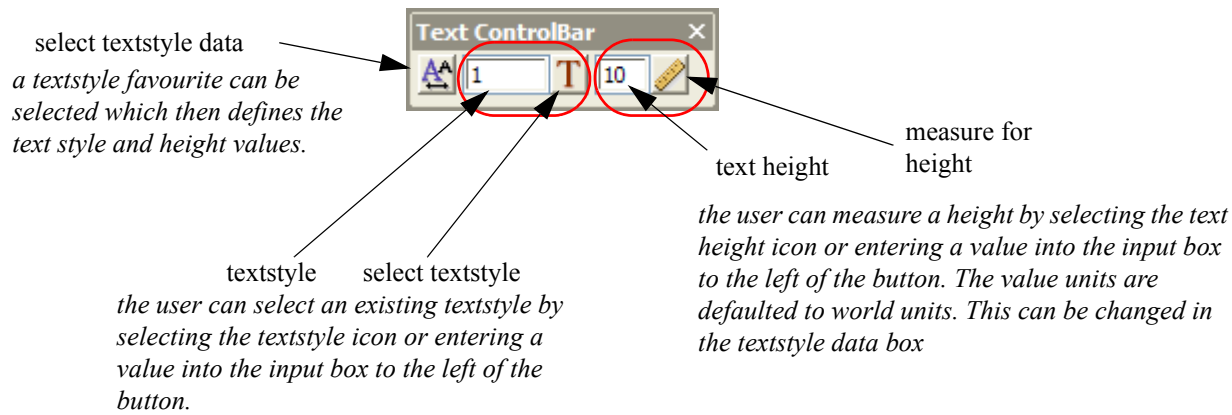 Text ControlBar
1
T
10
select textstyle data
a textstyle favourite can be
selected which then defines the
text style and height values.
textstyle
select textstyle
the user can select an existing textstyle by
selecting the textstyle icon or entering a
value into the input box to the left of the
button.
text height
measure for
height
the user can measure a height by selecting the text
height icon or entering a value into the input box
to the left of the button. The value units are
defaulted to world units. This can be changed in
the textstyle data box